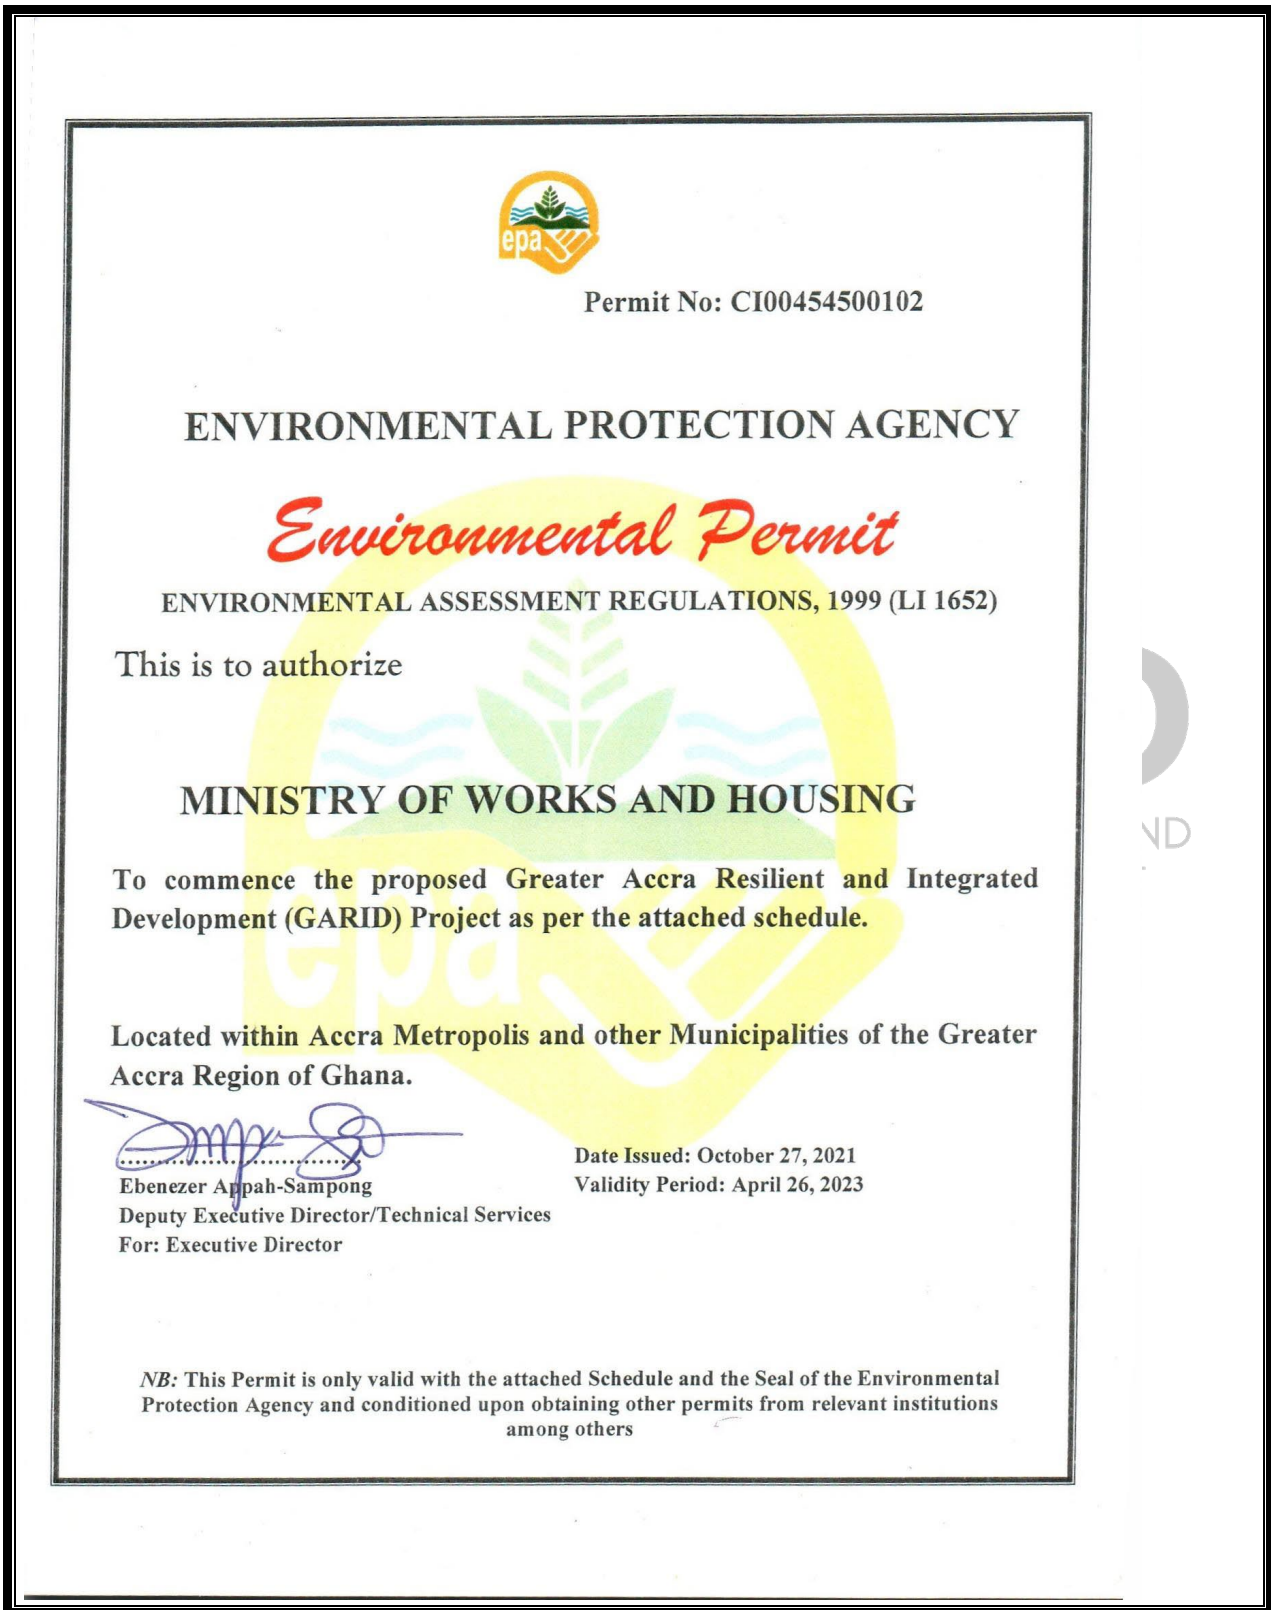 epa
Permit No: CI00454500102
ENVIRONMENTAL PROTECTION AGENCY
Environmental Permit
ENVIRONMENTAL ASSESSMENT REGULATIONS, 1999 (LI 1652)
This is to authorize
MINISTRY OF WORKS AND HOUSING
To commence the proposed Greater Accra Resilient and Integrated
Development (GARID) Project as per the attached schedule.
epa
Located within Accra Metropolis and other Municipalities of the Greater
Accra Region of Ghana.
Ebenezer Appah-Sampong
Deputy Executive Director/Technical Services
For: Executive Director
Date Issued: October 27, 2021
Validity Period: April 26, 2023
NB: This Permit is only valid with the attached Schedule and the Seal of the Environmental
Protection Agency and conditioned upon obtaining other permits from relevant institutions
among others